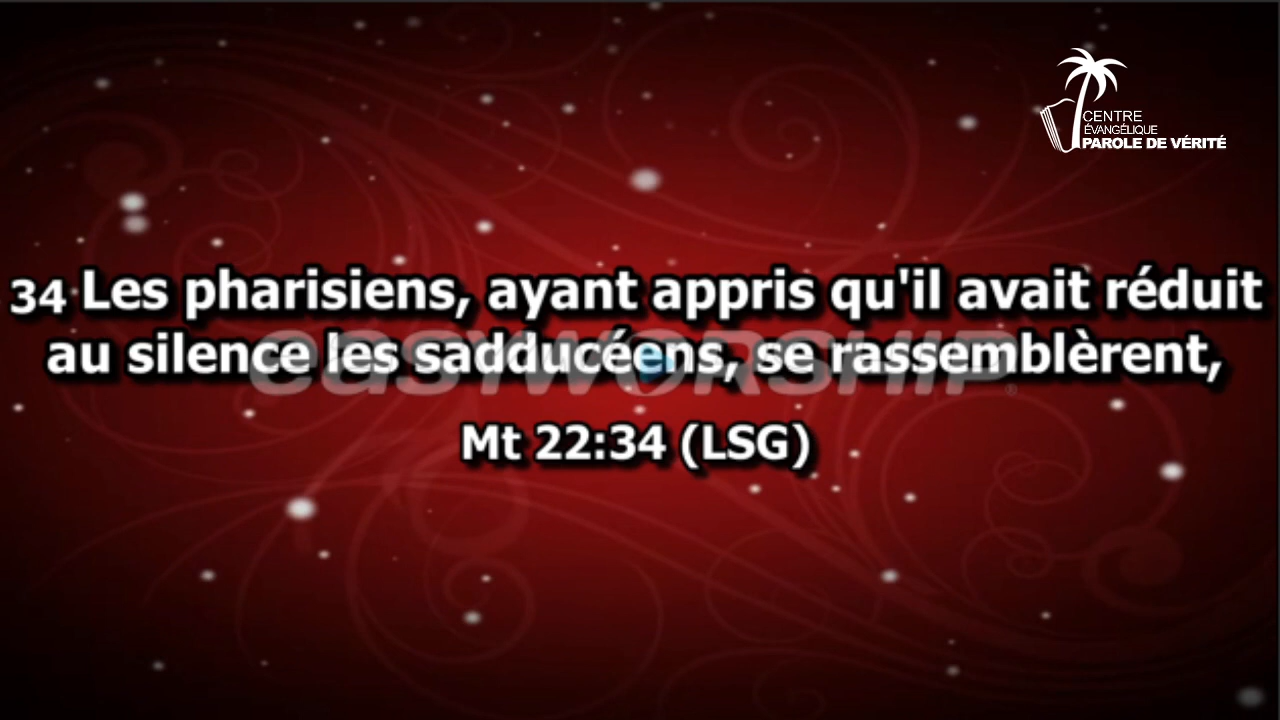 CENTRE
ÉVANGÉLIQUE
PAROLE DE VÉRITÉ
34 Les pharisiens, ayant appris qu'il avait réduit
au silence les sadducéens, se rassemblèrent,
easyworship®
Mt 22:34 (LSG)